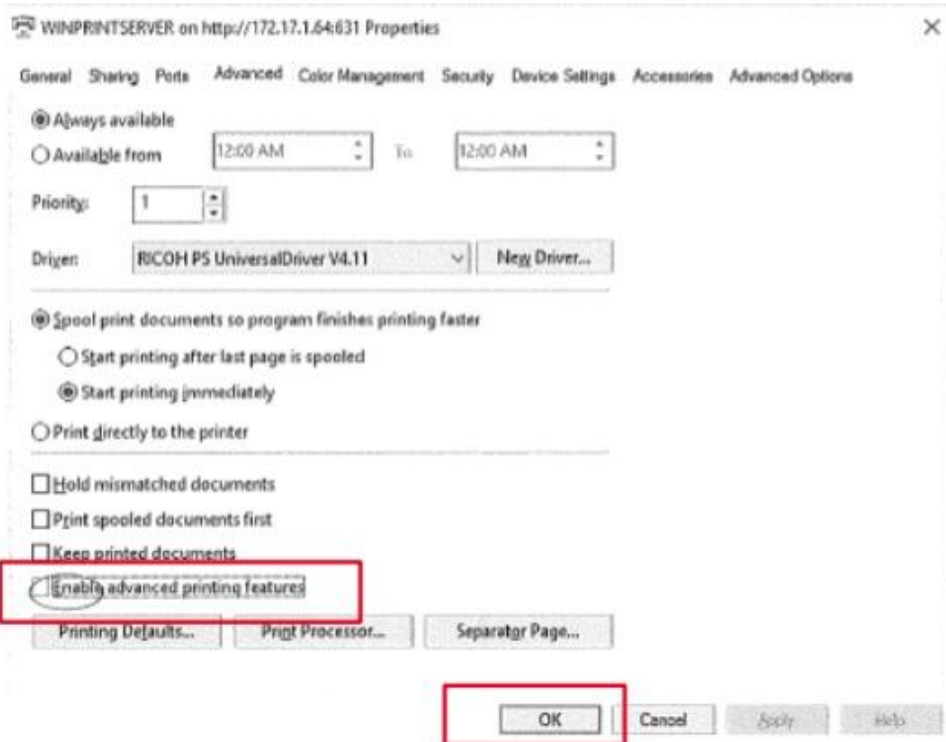 WINPRINTSERVER on http://172.17.1.64:631 Properties
General Sharing Ports Advanced Color Management Security Device Settings Accessories Advanced Options
Always available
Available from 12:00 AM To 12:00 AM
Priority: 1
Driver: RICOH PS UniversalDriver V4.11 New Driver...
Spool print documents so program finishes printing faster
Start printing after last page is spooled
Start printing immediately
Print directly to the printer
Hold mismatched documents
Print spooled documents first
Keep printed documents
Enable advanced printing features
Printing Defaults... Print Processor... Separator Page...
OK Cancel Apply Help